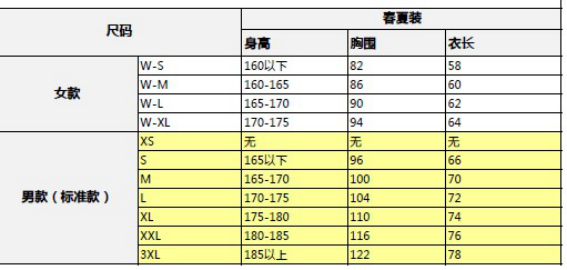 尺码 春夏装
身高 胸围 衣长
女款 W-S 160以下 82 58
W-M 160-165 86 60
W-L 165-170 90 62
W-XL 170-175 94 64
男款（标准款） XS 无 无 无
S 165以下 96 66
M 165-170 100 70
L 170-175 104 72
XL 175-180 110 74
XXL 180-185 116 76
3XL 185以上 122 78